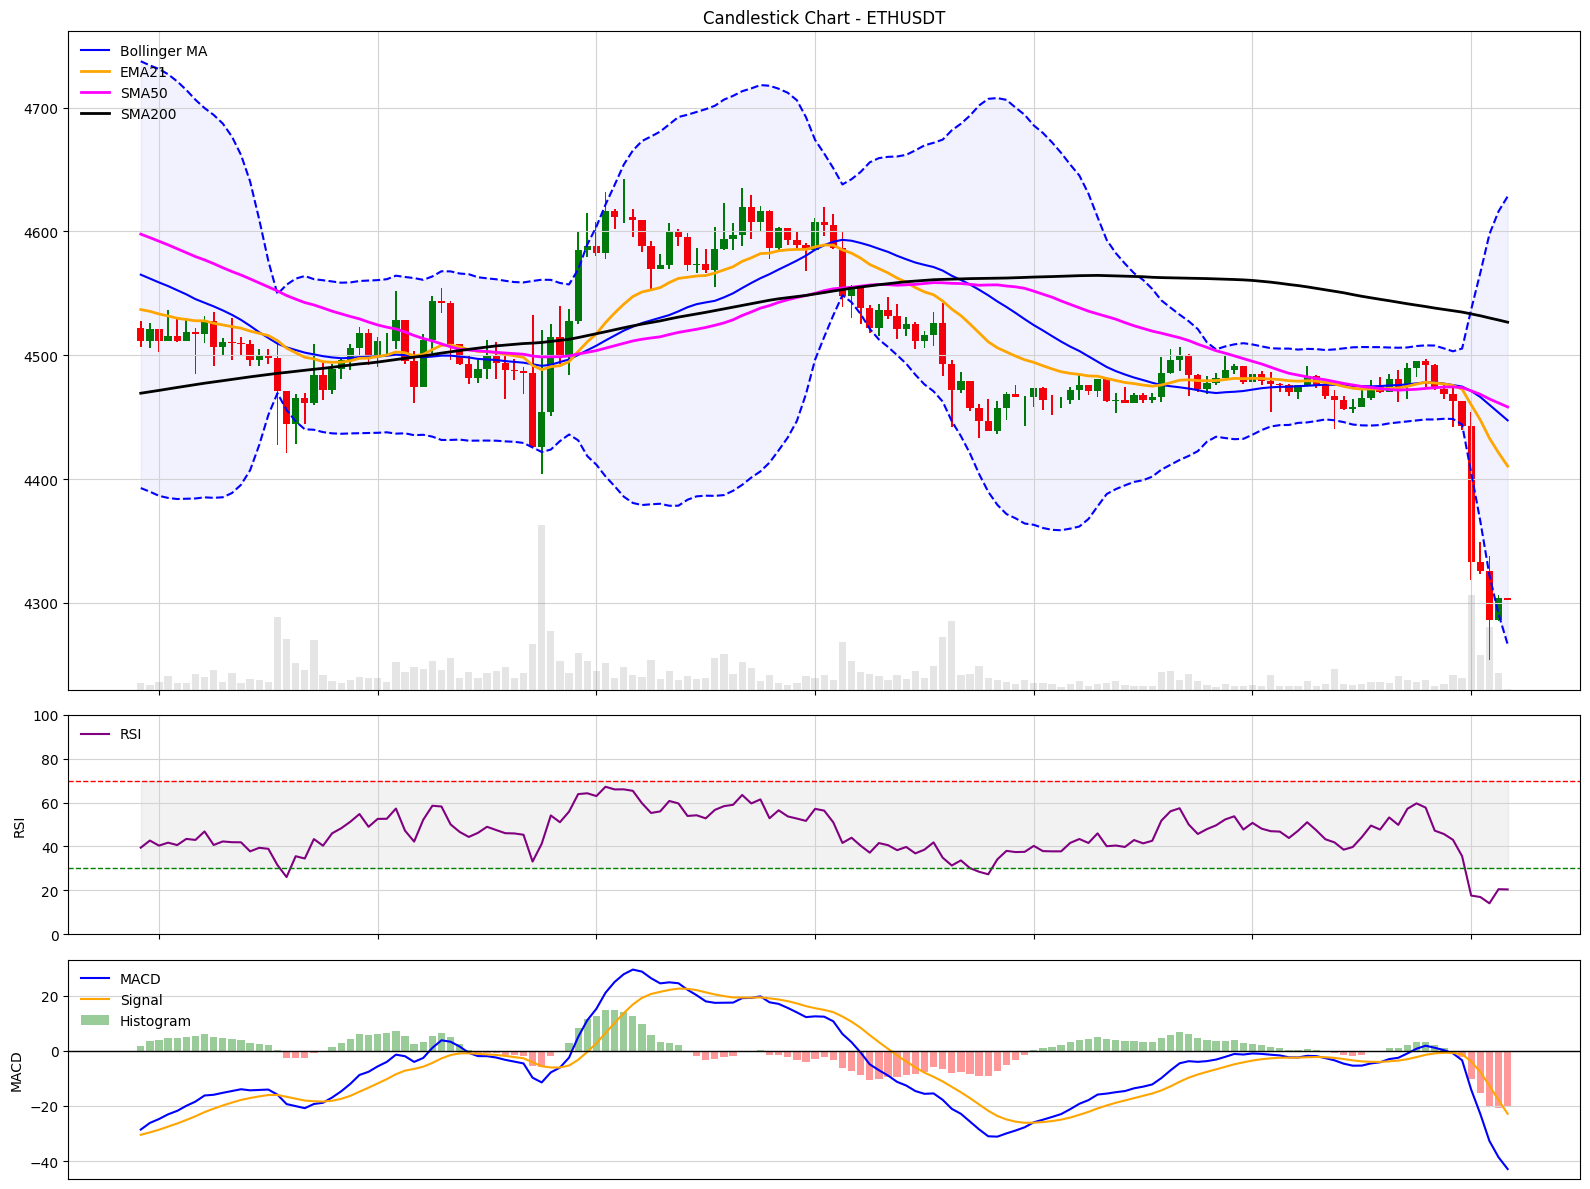 Candlestick Chart - ETHUSDT
Bollinger MA
EMA21
SMA50
SMA200
4700
4600
4500
4400
4300
RSI
100
80
60
40
20
0
RSI
MACD
Signal
Histogram
20
0
−20
−40
MACD